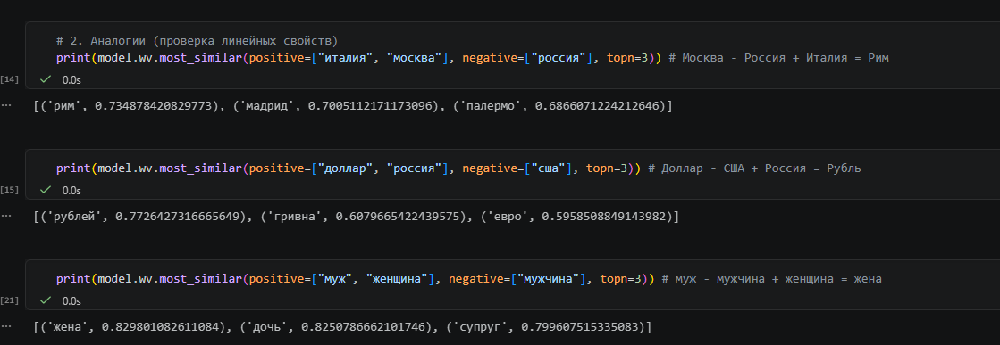 # 2. Аналогии (проверка линейных свойств)
print(model.wv.most_similar(positive=["италия", "москва"], negative=["россия"], topn=3)) # Москва - Россия + Италия = Рим
[14] ✓ 0.0s
... [('рим', 0.734878420829773), ('мадрид', 0.7005112171173096), ('палермо', 0.6866071224212646)]
print(model.wv.most_similar(positive=["доллар", "россия"], negative=["сша"], topn=3)) # Доллар - США + Россия = Рубль
[15] ✓ 0.0s
... [('рублей', 0.7726427316665649), ('гривна', 0.6079665422439575), ('евро', 0.5958508849143982)]
print(model.wv.most_similar(positive=["муж", "женщина"], negative=["мужчина"], topn=3)) # муж - мужчина + женщина = жена
[21] ✓ 0.0s
... [('жена', 0.829801082611084), ('дочь', 0.8250786662101746), ('супруг', 0.799607515335083)]